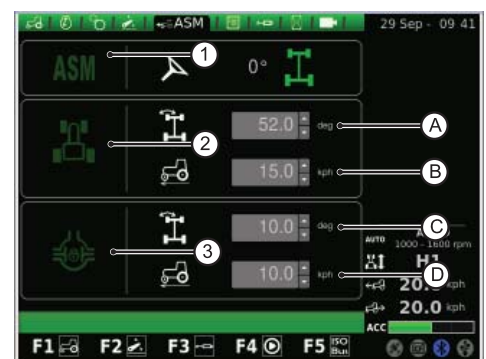 ASM 29 Sep - 09 41
ASM 1 0°
2 52.0 deg A
15.0 kph B
3 10.0 deg C
10.0 kph D
AUTO
1000 - 1600 rpm
H1
20.0 kph
20.0 kph
ACC
F1 F2 F3 F4 F5 ISO Bus